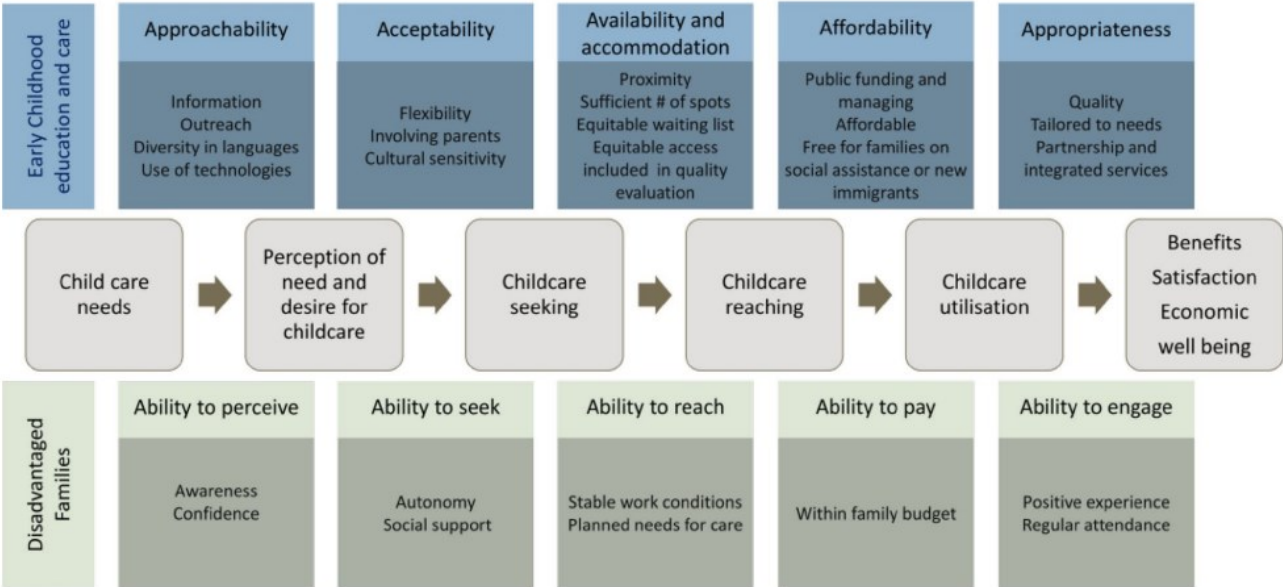 Early Childhood
education and care
Approachability
Information
Outreach
Diversity in languages
Use of technologies
Acceptability
Flexibility
Involving parents
Cultural sensitivity
Availability and
accommodation
Proximity
Sufficient # of spots
Equitable waiting list
Equitable access
included in quality
evaluation
Affordability
Public funding and
managing
Affordable
Free for families on
social assistance or new
immigrants
Appropriateness
Quality
Tailored to needs
Partnership and
integrated services
Child care
needs
Perception of
need and
desire for
childcare
Childcare
seeking
Childcare
reaching
Childcare
utilisation
Benefits
Satisfaction
Economic
well being
Disadvantaged
Families
Ability to perceive
Awareness
Confidence
Ability to seek
Autonomy
Social support
Ability to reach
Stable work conditions
Planned needs for care
Ability to pay
Within family budget
Ability to engage
Positive experience
Regular attendance